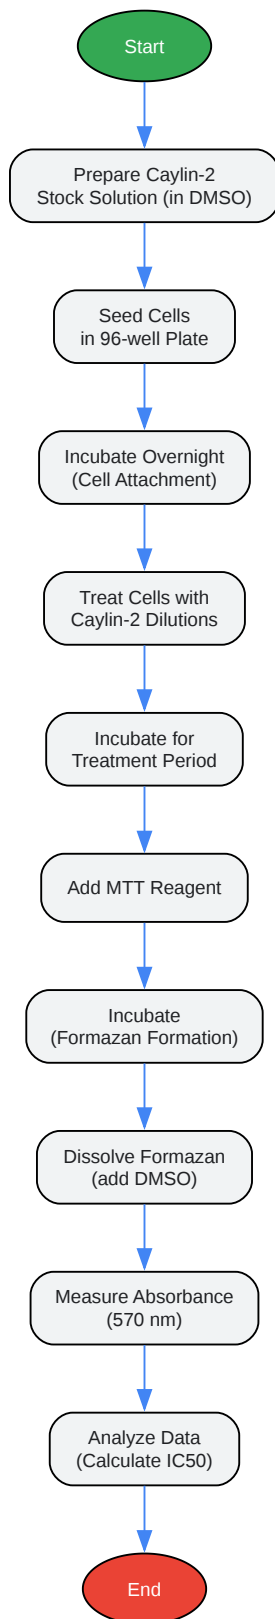 Start
Prepare Caylin-2
Stock Solution (in DMSO)
Seed Cells
in 96-well Plate
Incubate Overnight
(Cell Attachment)
Treat Cells with
Caylin-2 Dilutions
Incubate for
Treatment Period
Add MTT Reagent
Incubate
(Formazan Formation)
Dissolve Formazan
(add DMSO)
Measure Absorbance
(570 nm)
Analyze Data
(Calculate IC50)
End